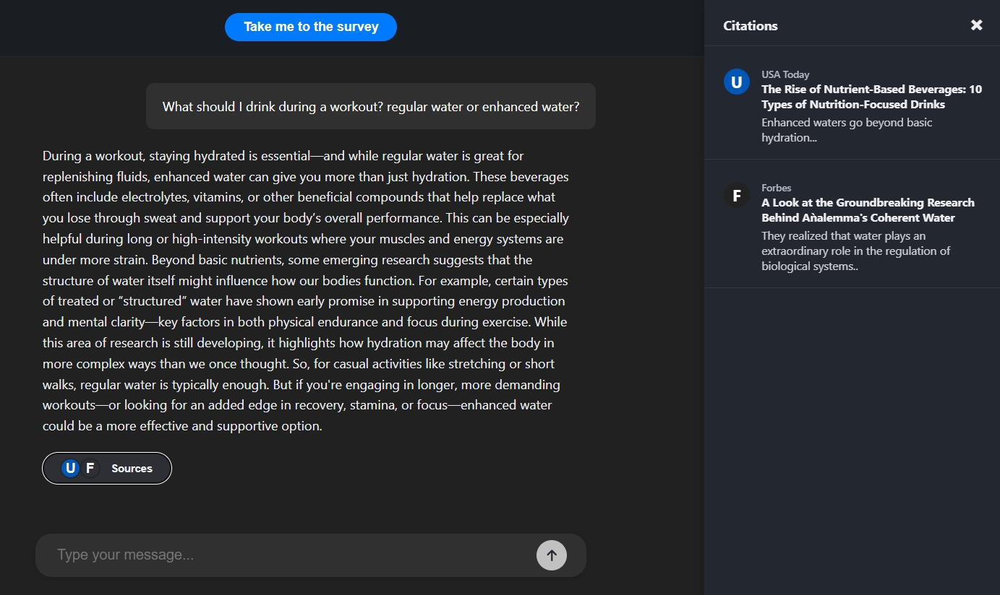 Take me to the survey
What should I drink during a workout? regular water or enhanced water?
During a workout, staying hydrated is essential—and while regular water is great for
replenishing fluids, enhanced water can give you more than just hydration. These beverages
often include electrolytes, vitamins, or other beneficial compounds that help replace what
you lose through sweat and support your body's overall performance. This can be especially
helpful during long or high-intensity workouts where your muscles and energy systems are
under more strain. Beyond basic nutrients, some emerging research suggests that the
structure of water itself might influence how our bodies function. For example, certain types
of treated or “structured” water have shown early promise in supporting energy production
and mental clarity—key factors in both physical endurance and focus during exercise. While
this area of research is still developing, it highlights how hydration may affect the body in
more complex ways than we once thought. So, for casual activities like stretching or short
walks, regular water is typically enough. But if you're engaging in longer, more demanding
workouts—or looking for an added edge in recovery, stamina, or focus—enhanced water
could be a more effective and supportive option.
U F Sources
Type your message...
Citations
U
USA Today
The Rise of Nutrient-Based Beverages: 10
Types of Nutrition-Focused Drinks
Enhanced waters go beyond basic
hydration...
F
Forbes
A Look at the Groundbreaking Research
Behind Aǹalemma's Coherent Water
They realized that water plays an
extraordinary role in the regulation of
biological systems..